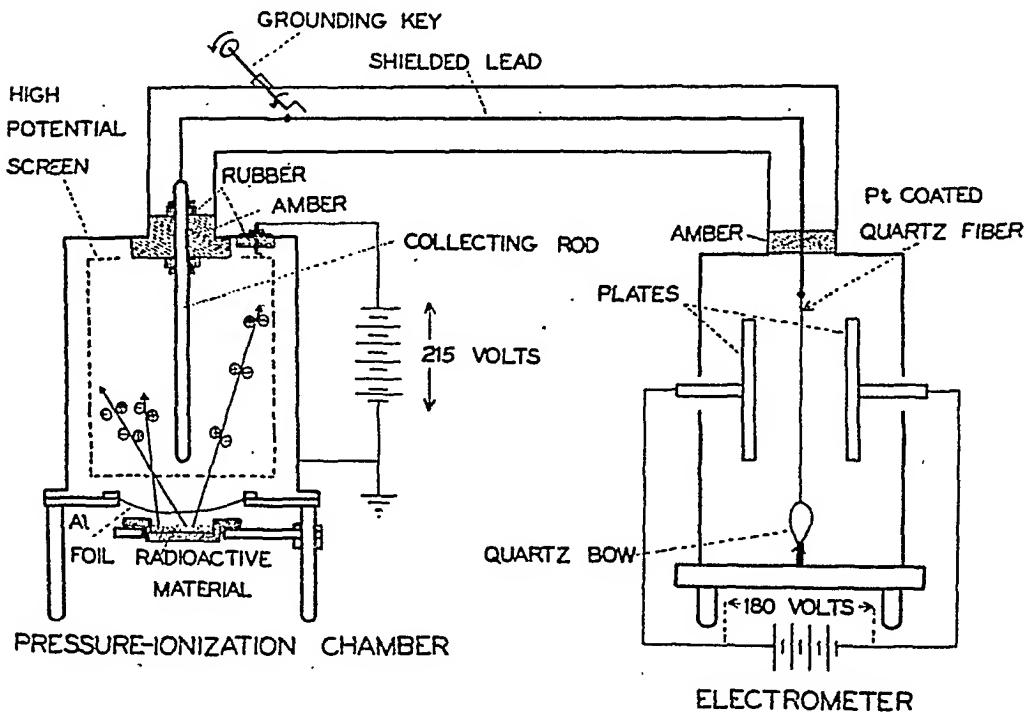 GROUNDING KEY
SHIELDED LEAD
HIGH
POTENTIAL
SCREEN
RUBBER
AMBER
COLLECTING ROD
215 VOLTS
Al
FOIL
RADIOACTIVE
MATERIAL
PRESSURE-IONIZATION CHAMBER
Pt COATED
QUARTZ FIBER
AMBER
PLATES
QUARTZ BOW
180 VOLTS
ELECTROMETER